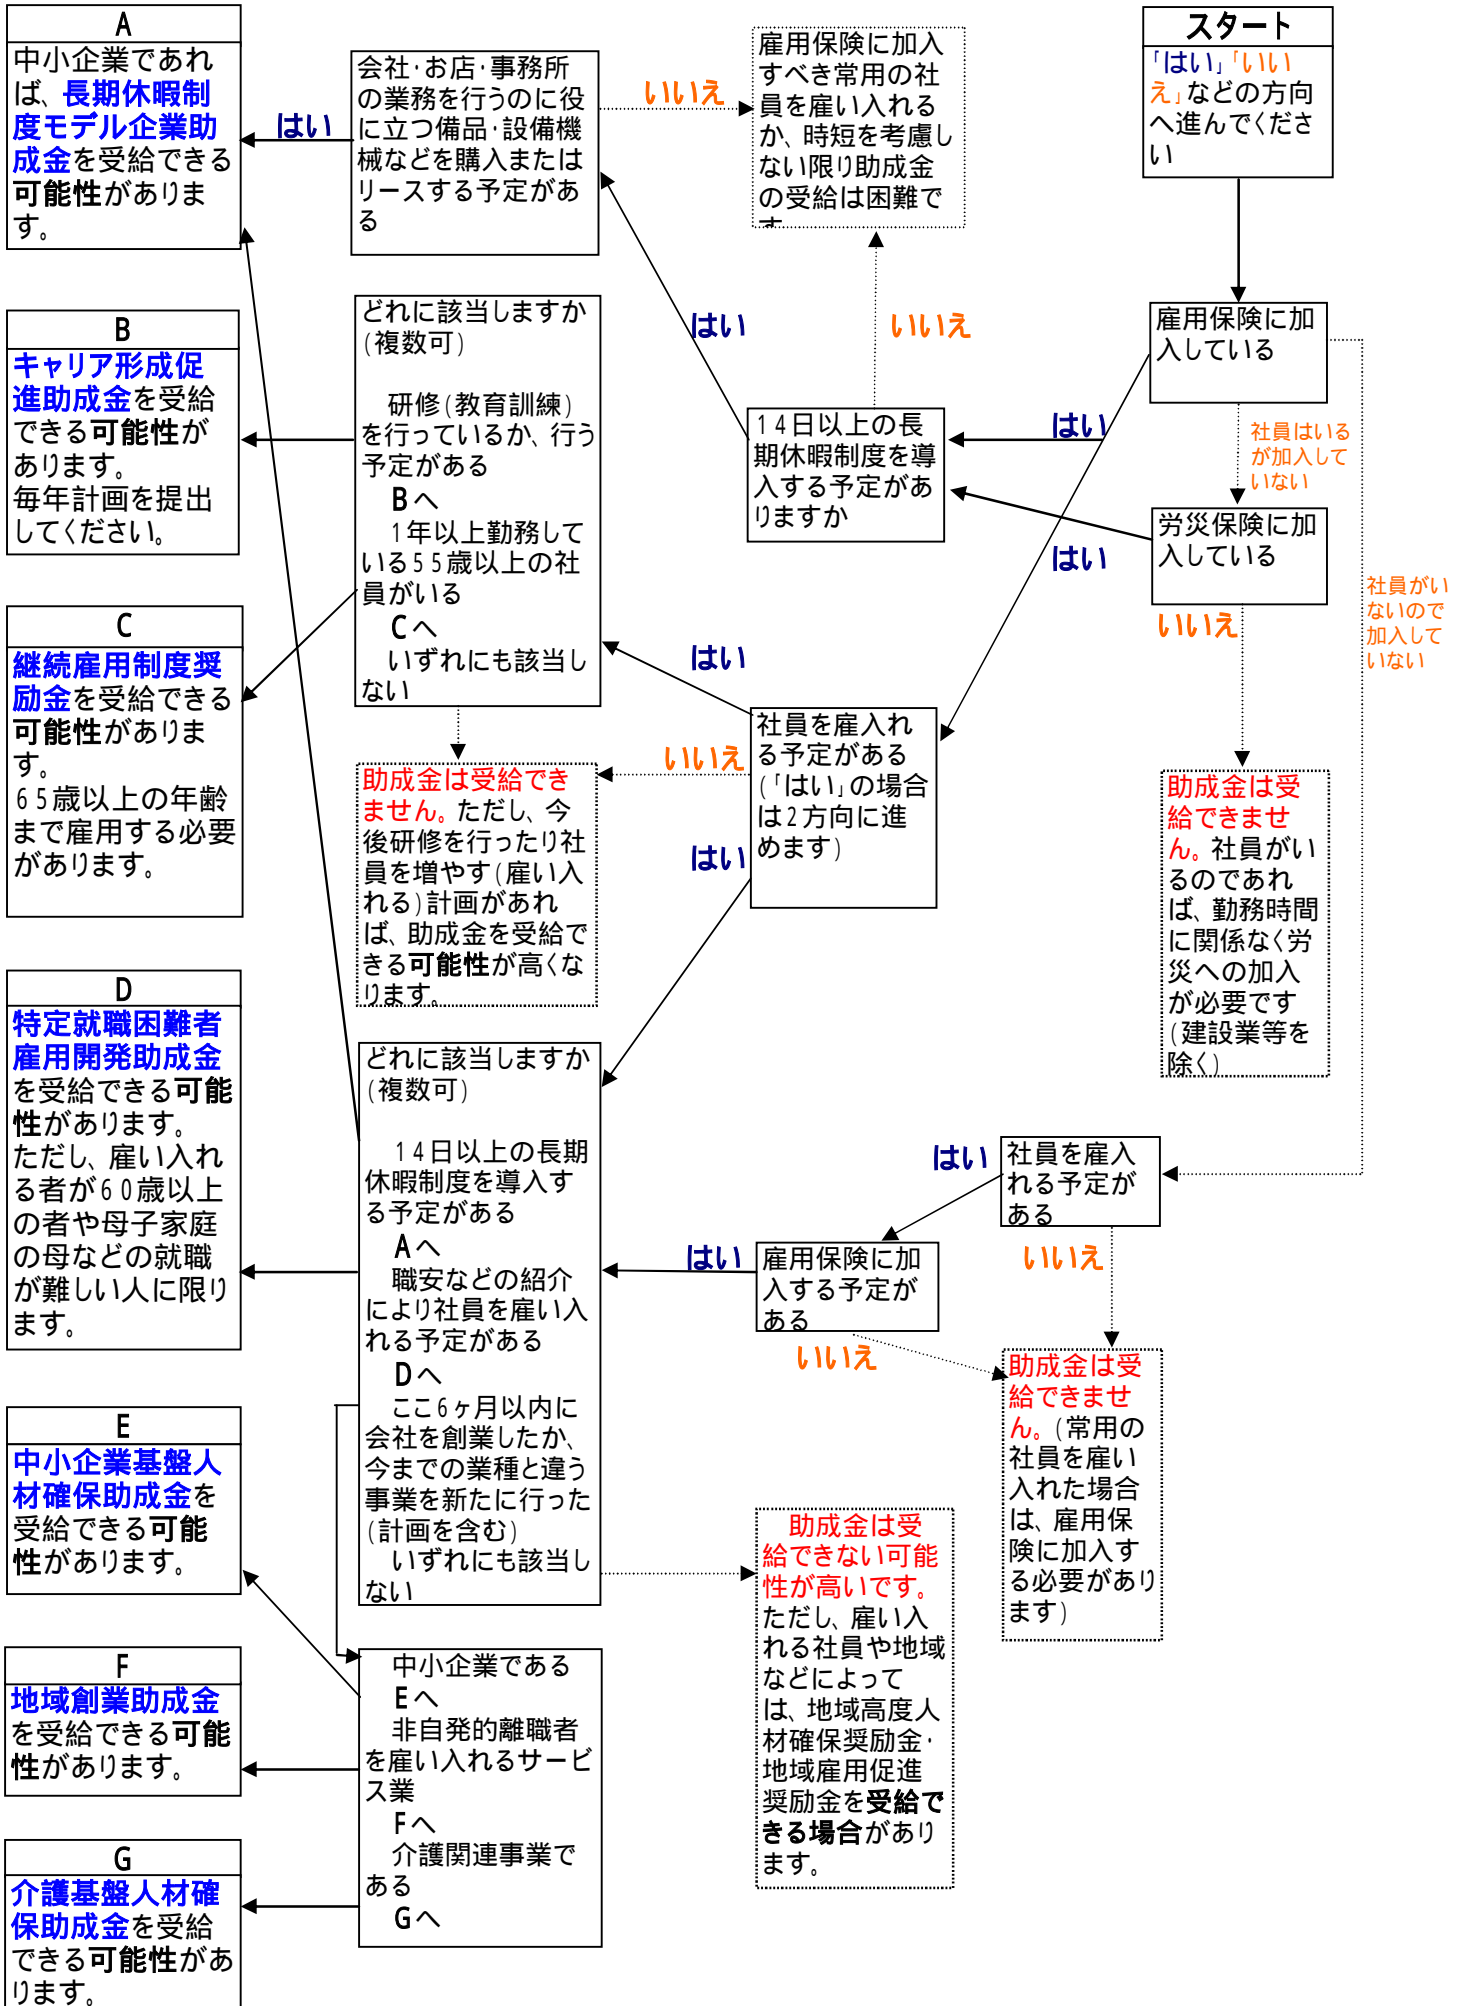 A
中小企業であれ
ば、長期休暇制
度モデル企業助
成金を受給できる
可能性がありま
す。
はい
会社・お店・事務所
の業務を行うのに役
に立つ備品・設備機
械などを購入または
リースする予定があ
る
いいえ
雇用保険に加入
すべき常用の社
員を雇い入れる
か、時短を考慮し
ない限り助成金
の受給は困難で
スタート
「はい」「いい
え」などの方向
へ進んでくださ
い
B
キャリア形成促
進助成金を受給
できる可能性が
あります。
毎年計画を提出
してください。
どれに該当しますか
(複数可)
研修(教育訓練)
を行っているか、行う
予定がある
Bへ
1年以上勤務して
いる55歳以上の社
員がいる
Cへ
いずれにも該当し
ない
はい
いいえ
雇用保険に加
入している
14日以上の長
期休暇制度を導
入する予定があ
りますか
はい
社員はいる
が加入して
いない
労災保険に加
入している
はい
いいえ
社員がい
ないので
加入して
いない
C
継続雇用制度奨
励金を受給できる
可能性がありま
す。
65歳以上の年齢
まで雇用する必要
があります。
はい
いいえ
はい
社員を雇入れ
る予定がある
(「はい」の場合
は2方向に進
めます)
助成金は受給でき
ません。ただし、今
後研修を行ったり社
員を増やす(雇い入
れる)計画があれ
ば、助成金を受給で
きる可能性が高くな
ります。
助成金は受
給できませ
ん。社員がい
るのであれ
ば、勤務時間
に関係なく労
災への加入
が必要です
(建設業等を
除く)
D
特定就職困難者
雇用開発助成金
を受給できる可能
性があります。
ただし、雇い入れ
る者が60歳以上
の者や母子家庭
の母などの就職
が難しい人に限り
ます。
どれに該当しますか
(複数可)
14日以上の長期
休暇制度を導入す
る予定がある
Aへ
職安などの紹介
により社員を雇い入
れる予定がある
Dへ
ここ6ヶ月以内に
会社を創業したか、
今までの業種と違う
事業を新たに行った
(計画を含む)
いずれにも該当し
ない
はい
社員を雇入
れる予定が
ある
いいえ
はい
雇用保険に加
入する予定が
ある
いいえ
助成金は受
給できませ
ん。(常用の
社員を雇い
入れた場合
は、雇用保
険に加入す
る必要があり
ます)
E
中小企業基盤人
材確保助成金を
受給できる可能
性があります。
助成金は受
給できない可能
性が高いです。
ただし、雇い入
れる社員や地域
などによって
は、地域高度人
材確保奨励金・
地域雇用促進
奨励金を受給で
きる場合があり
ます。
F
地域創業助成金
を受給できる可能
性があります。
中小企業である
Eへ
非自発的離職者
を雇い入れるサービ
ス業
Fへ
介護関連事業で
ある
Gへ
G
介護基盤人材確
保助成金を受給
できる可能性があ
ります。